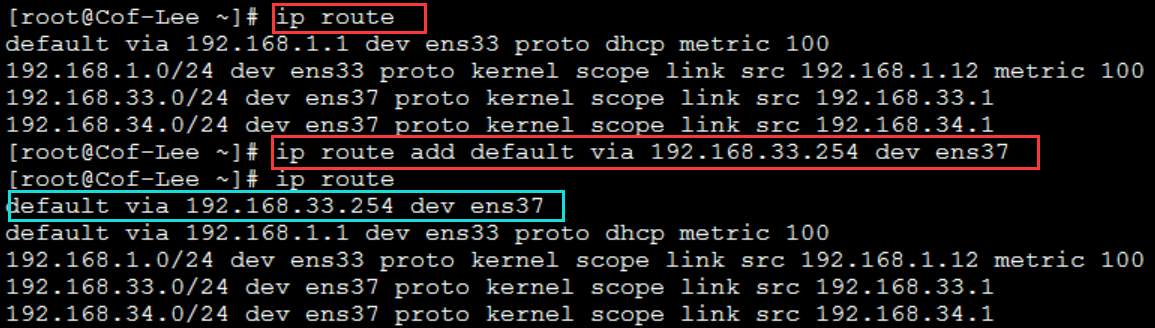 [root@Cof-Lee ~]# ip route
default via 192.168.1.1 dev ens33 proto dhcp metric 100
192.168.1.0/24 dev ens33 proto kernel scope link src 192.168.1.12 metric 100
192.168.33.0/24 dev ens37 proto kernel scope link src 192.168.33.1
192.168.34.0/24 dev ens37 proto kernel scope link src 192.168.34.1
[root@Cof-Lee ~]# ip route add default via 192.168.33.254 dev ens37
[root@Cof-Lee ~]# ip route
default via 192.168.33.254 dev ens37
default via 192.168.1.1 dev ens33 proto dhcp metric 100
192.168.1.0/24 dev ens33 proto kernel scope link src 192.168.1.12 metric 100
192.168.33.0/24 dev ens37 proto kernel scope link src 192.168.33.1
192.168.34.0/24 dev ens37 proto kernel scope link src 192.168.34.1